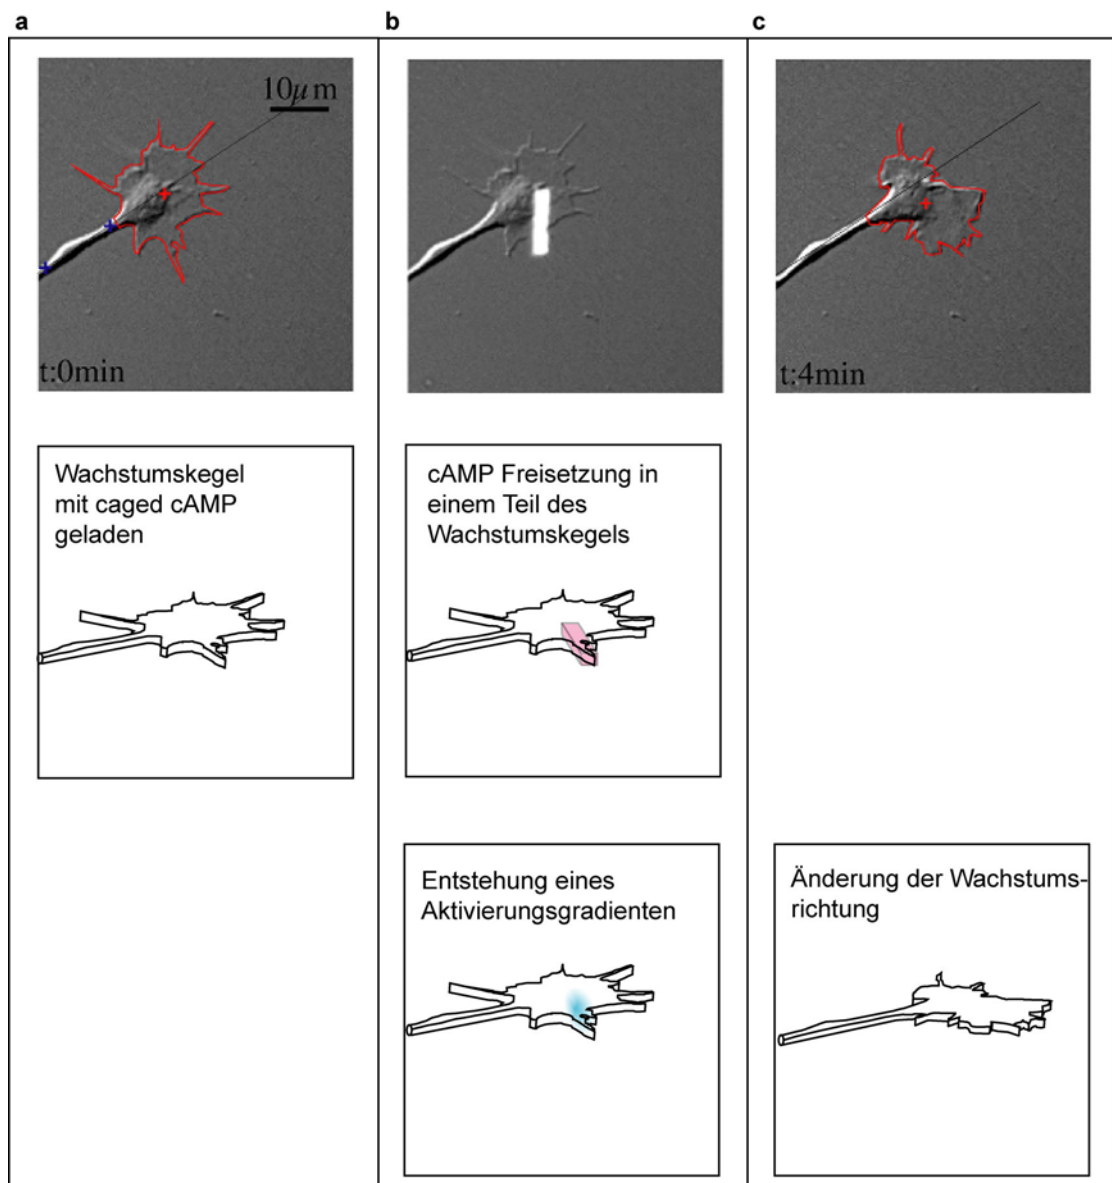 a
b
c
10μm
t:0min
t:4min
Wachstumskegel
mit caged cAMP
geladen
cAMP Freisetzung in
einem Teil des
Wachstumskegels
Entstehung eines
Aktivierungsgradienten
Änderung der Wachstums-
richtung